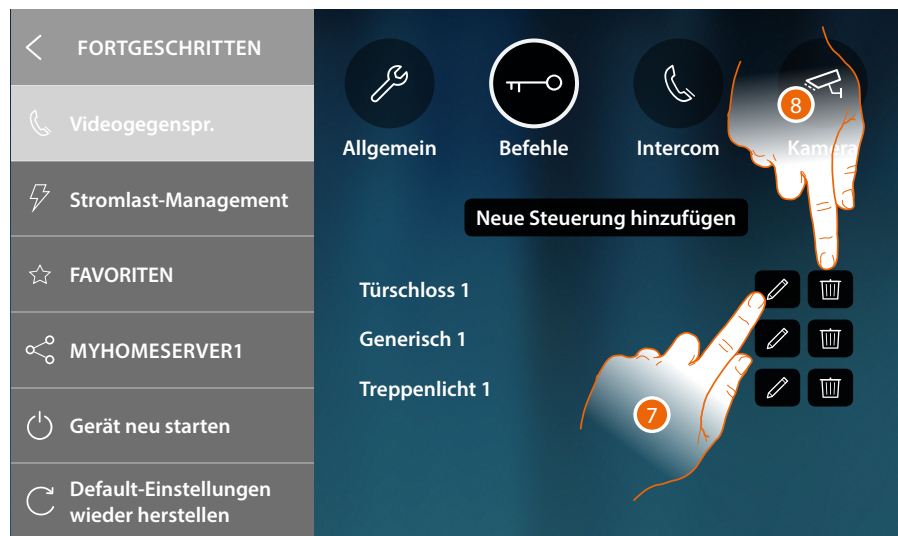 FORTGESCHRITTEN
Videogegenspr.
Stromlast-Management
FAVORITEN
MYHOMESERVER1
Gerät neu starten
Default-Einstellungen
wieder herstellen
Allgemein
Befehle
Intercom
Kamera
8
Neue Steuerung hinzufügen
Türschloss 1
Generisch 1
Treppenlicht 1
7